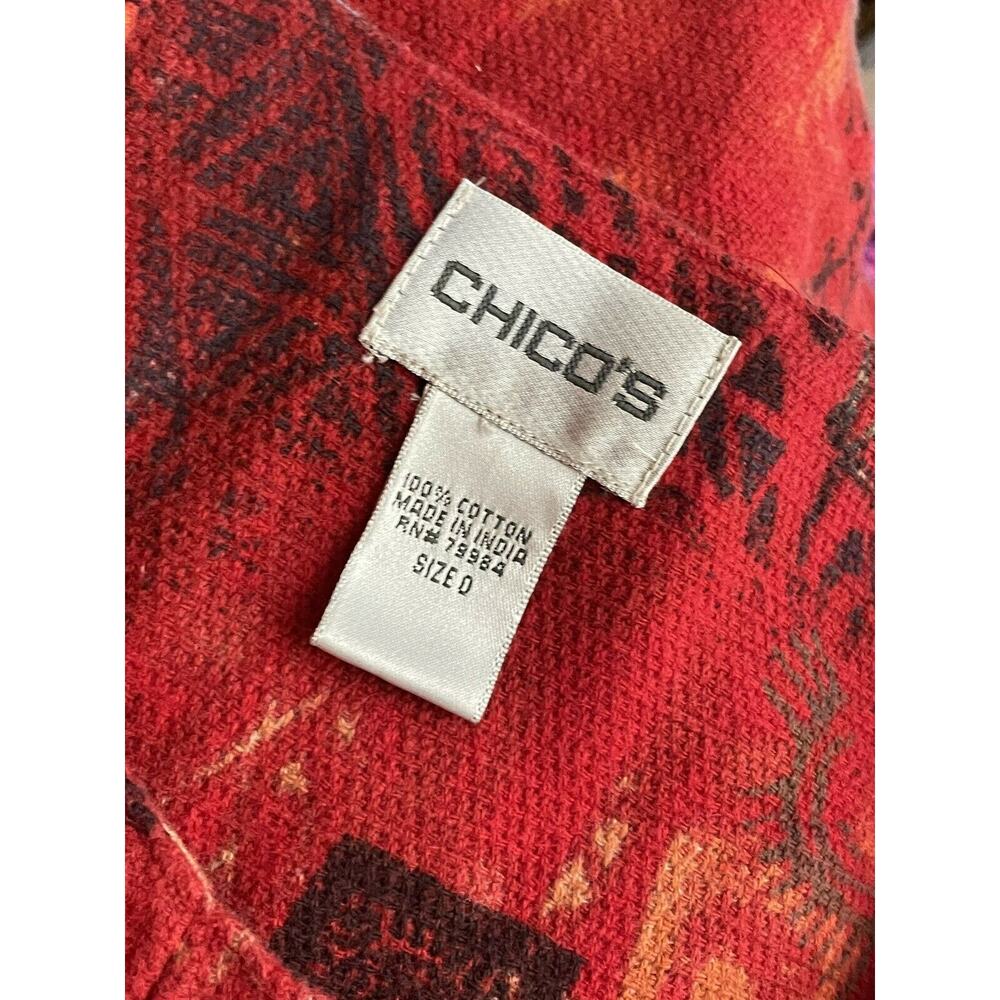 CHICO'S
100% COTTON
MADE IN INDIA
RN# 79984
SIZE 0